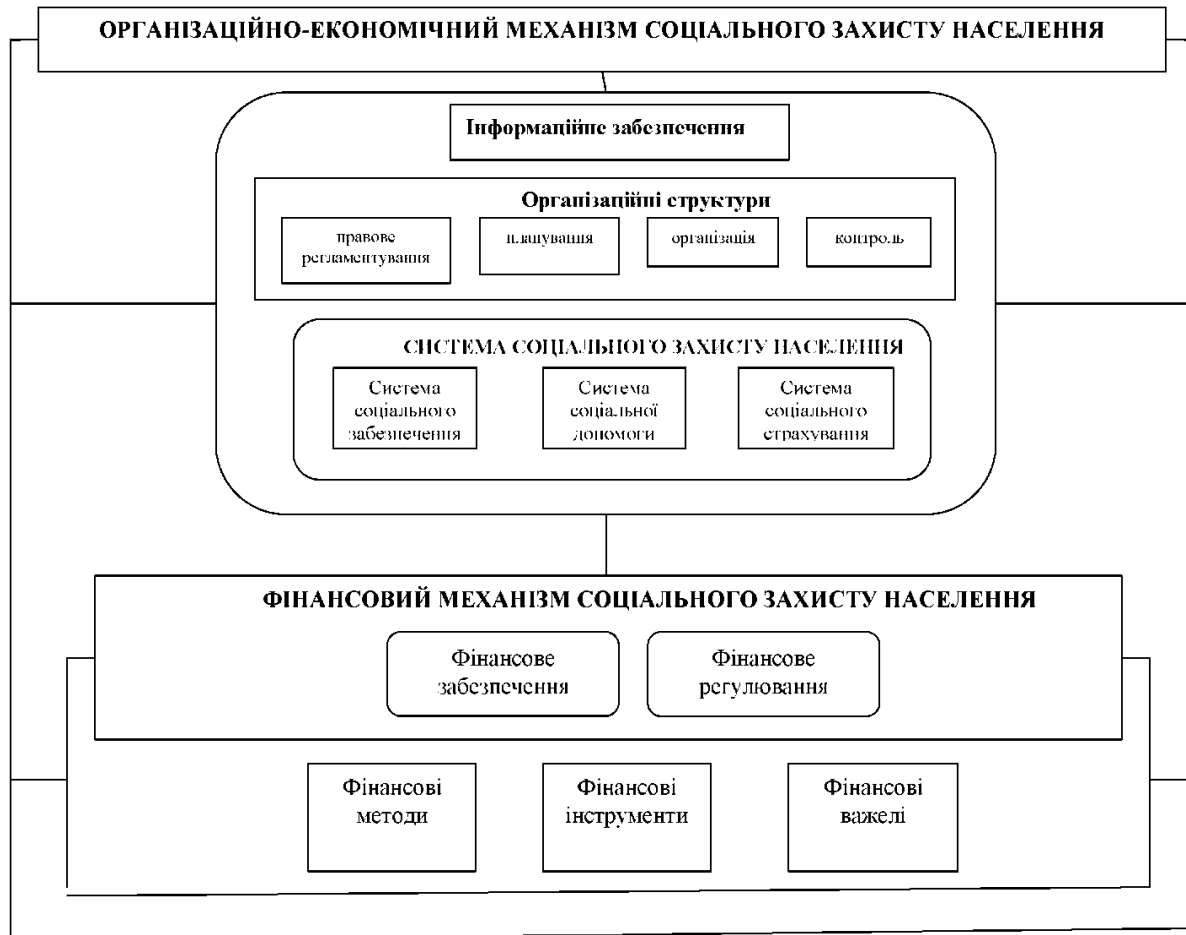 ОРГАНІЗАЦІЙНО-ЕКОНОМІЧНИЙ МЕХАНІЗМ СОЦІАЛЬНОГО ЗАХИСТУ НАСЕЛЕННЯ
Інформаційне забезпечення
Організаційні структури
правове
регламентування
планування
організація
контроль
СИСТЕМА СОЦІАЛЬНОГО ЗАХИСТУ НАСЕЛЕННЯ
Система
соціального
забезпечення
Система
соціальної
допомоги
Система
соціального
страхування
ФІНАНСОВИЙ МЕХАНІЗМ СОЦІАЛЬНОГО ЗАХИСТУ НАСЕЛЕННЯ
Фінансове
забезпечення
Фінансове
регулювання
Фінансові
методи
Фінансові
інструменти
Фінансові
важелі